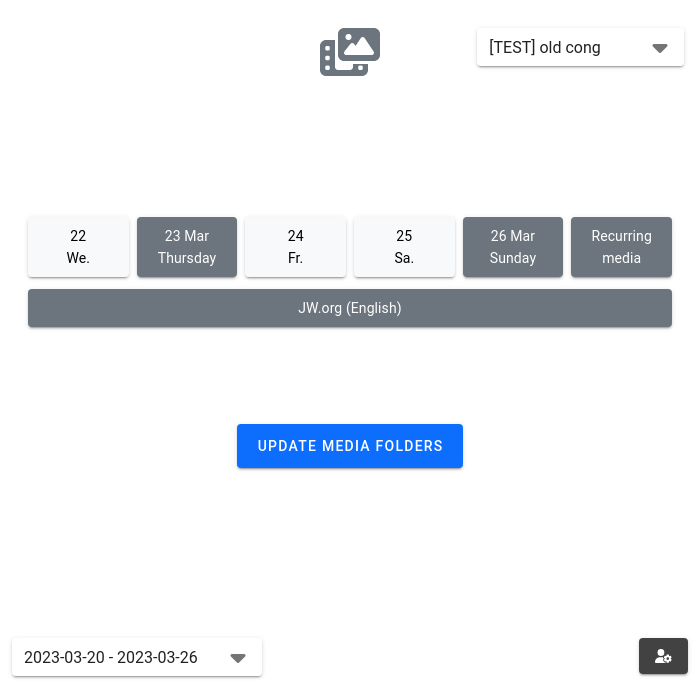 [TEST] old cong
22
We.
23 Mar
Thursday
24
Fr.
25
Sa.
26 Mar
Sunday
Recurring
media
JW.org (English)
UPDATE MEDIA FOLDERS
2023-03-20 - 2023-03-26